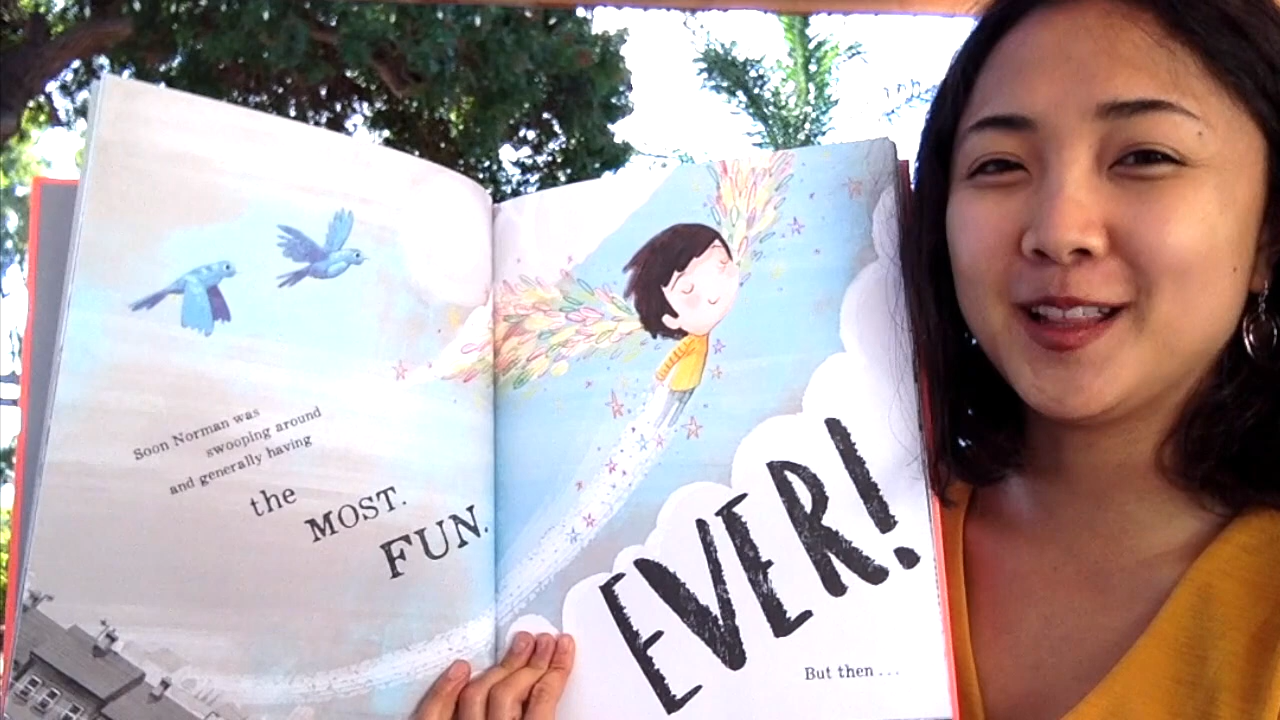 Soon Norman was
swooping around
and generally having
the
MOST.
FUN.
EVER!
But then . . .